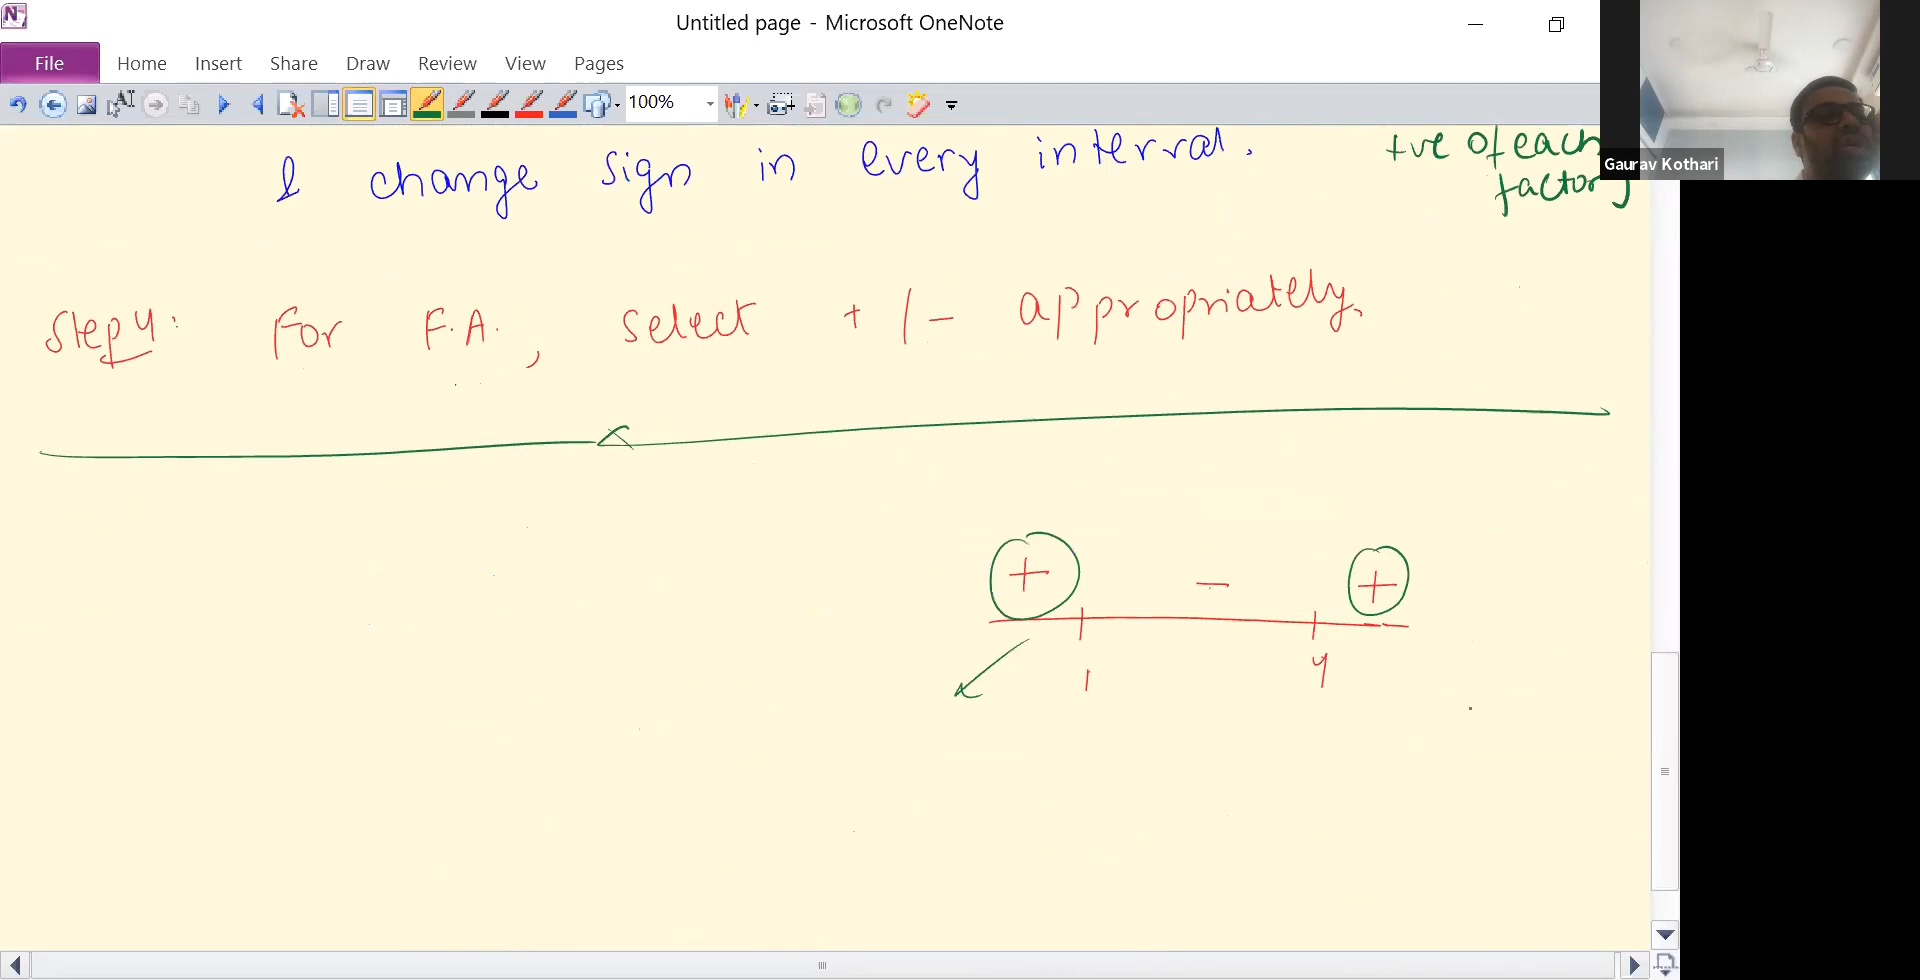 Untitled page - Microsoft OneNote
File Home Insert Share Draw Review View Pages
100%
Gaurav Kothari
& change sign in every interval.
+ve of each
factor)
Step 4: For F.A., select +/- appropriately.
+ - +
1 4